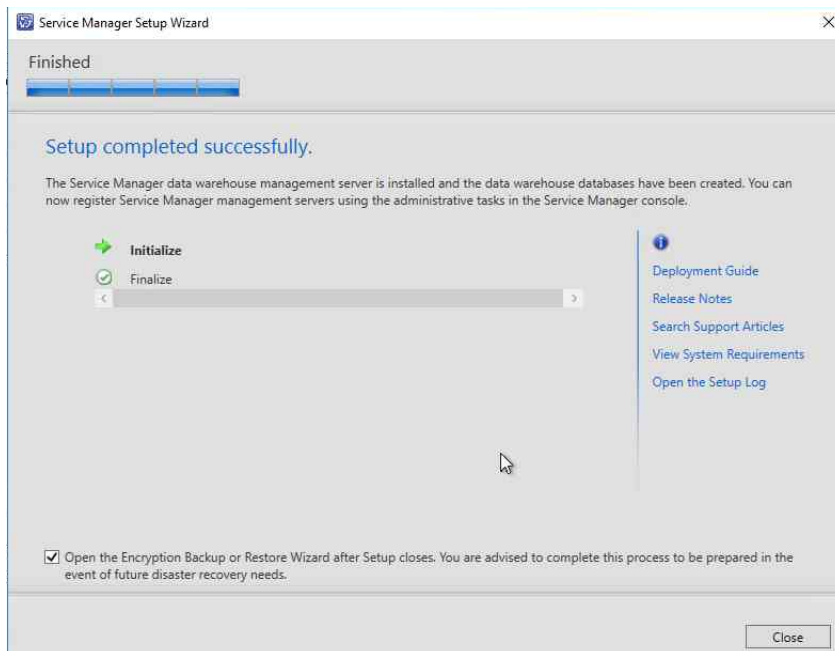 Service Manager Setup Wizard
Finished
Setup completed successfully.
The Service Manager data warehouse management server is installed and the data warehouse databases have been created. You can
now register Service Manager management servers using the administrative tasks in the Service Manager console.
Initialize
Finalize
Deployment Guide
Release Notes
Search Support Articles
View System Requirements
Open the Setup Log
Open the Encryption Backup or Restore Wizard after Setup closes. You are advised to complete this process to be prepared in the
event of future disaster recovery needs.
Close